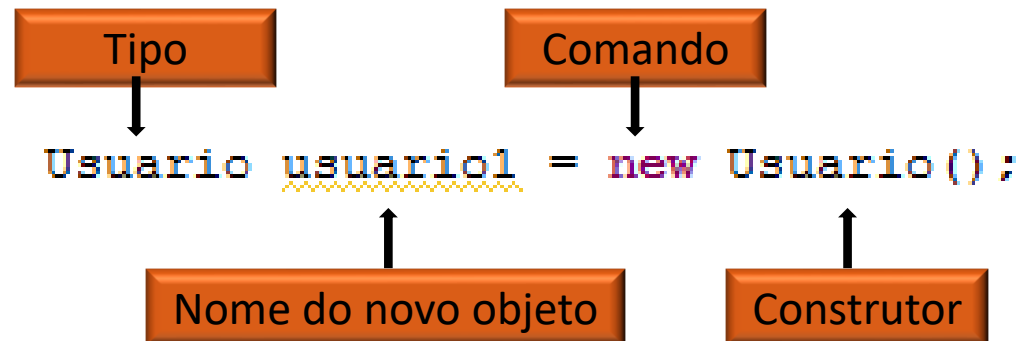 Tipo Comando
Usuario usuario1 = new Usuario();
Nome do novo objeto Construtor